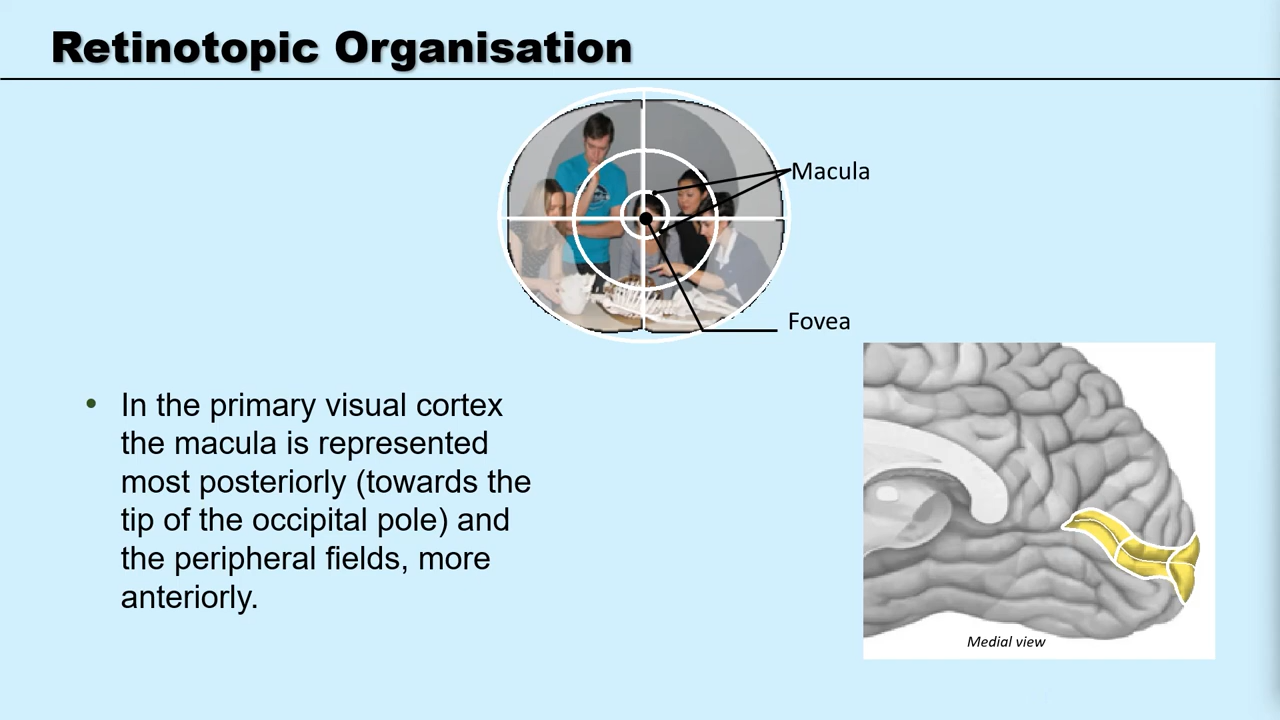 Retinotopic Organisation
Macula
Fovea
• In the primary visual cortex
the macula is represented
most posteriorly (towards the
tip of the occipital pole) and
the peripheral fields, more
anteriorly.
Medial view